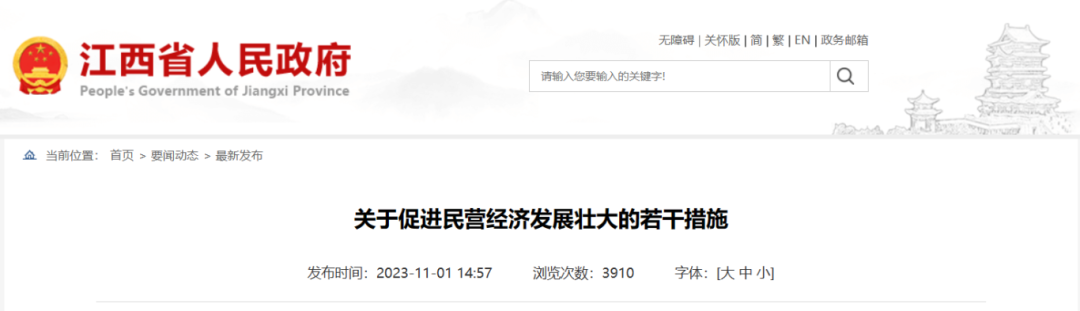 无障碍 | 关怀版 | 简 | 繁 | EN | 政务邮箱
江西省人民政府
People's Government of Jiangxi Province
请输入您要输入的关键字!
当前位置： 首页 > 要闻动态 > 最新发布
关于促进民营经济发展壮大的若干措施
发布时间：2023-11-01 14:57 浏览次数：3910 字体：[大 中 小]